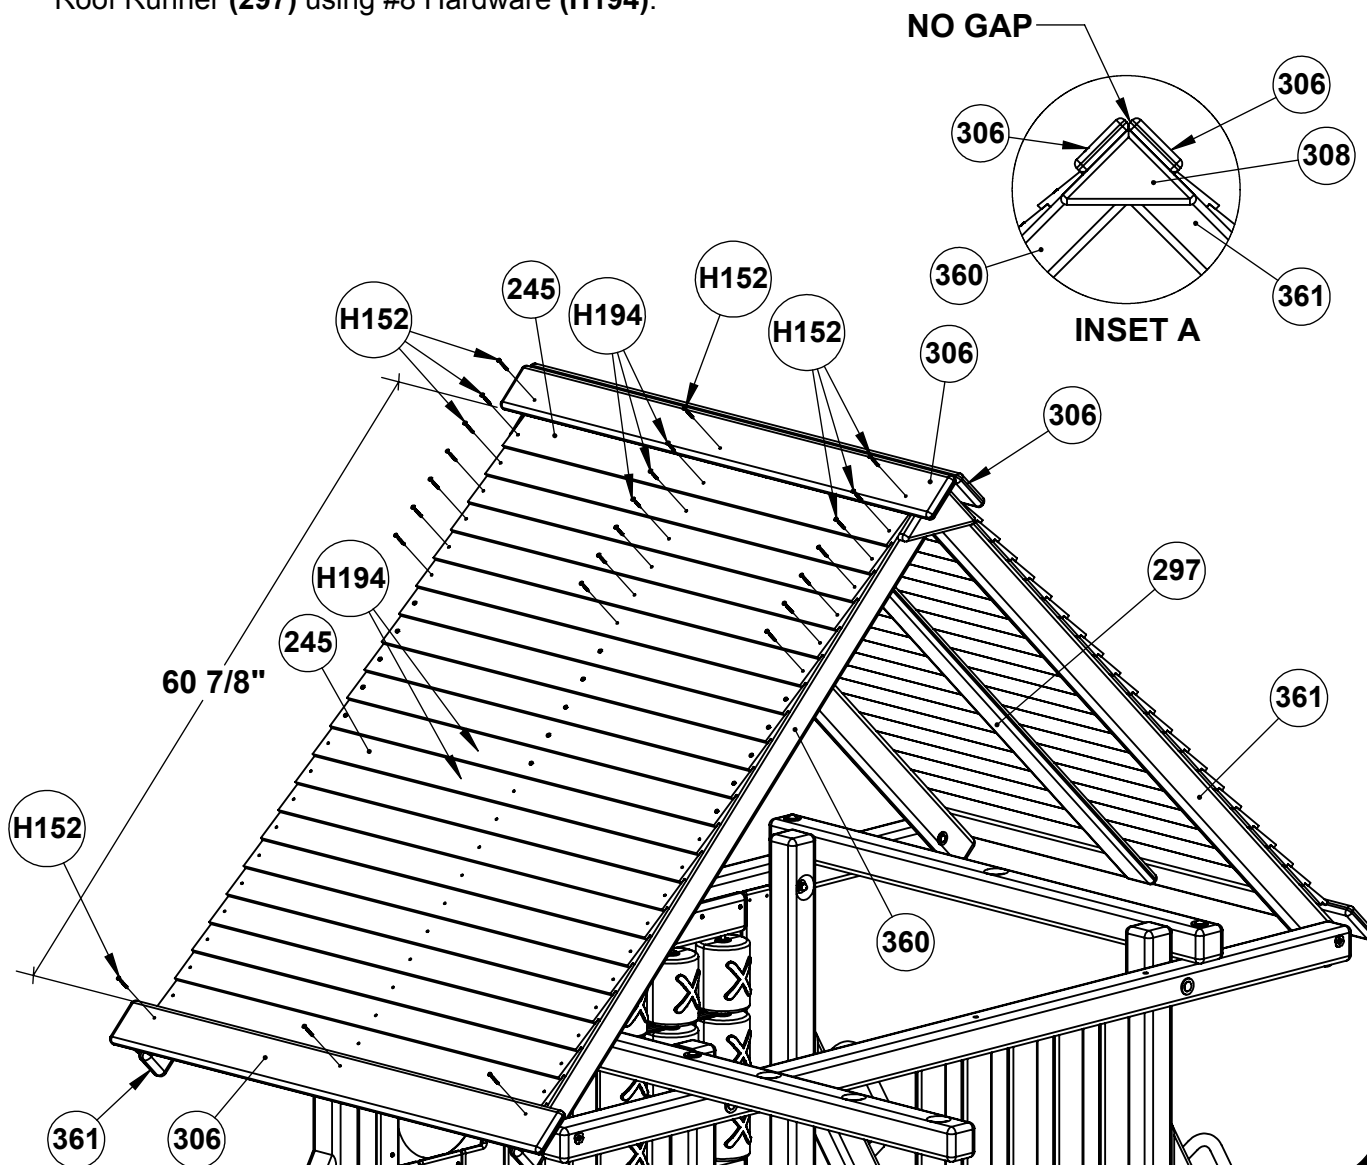 Roof Runner (297) using #8 Hardware (H194).
NO GAP
306
306
308
360
361
INSET A
H152
245
H194
H152
H152
306
306
H194
297
245
60 7/8"
361
H152
360
361
306